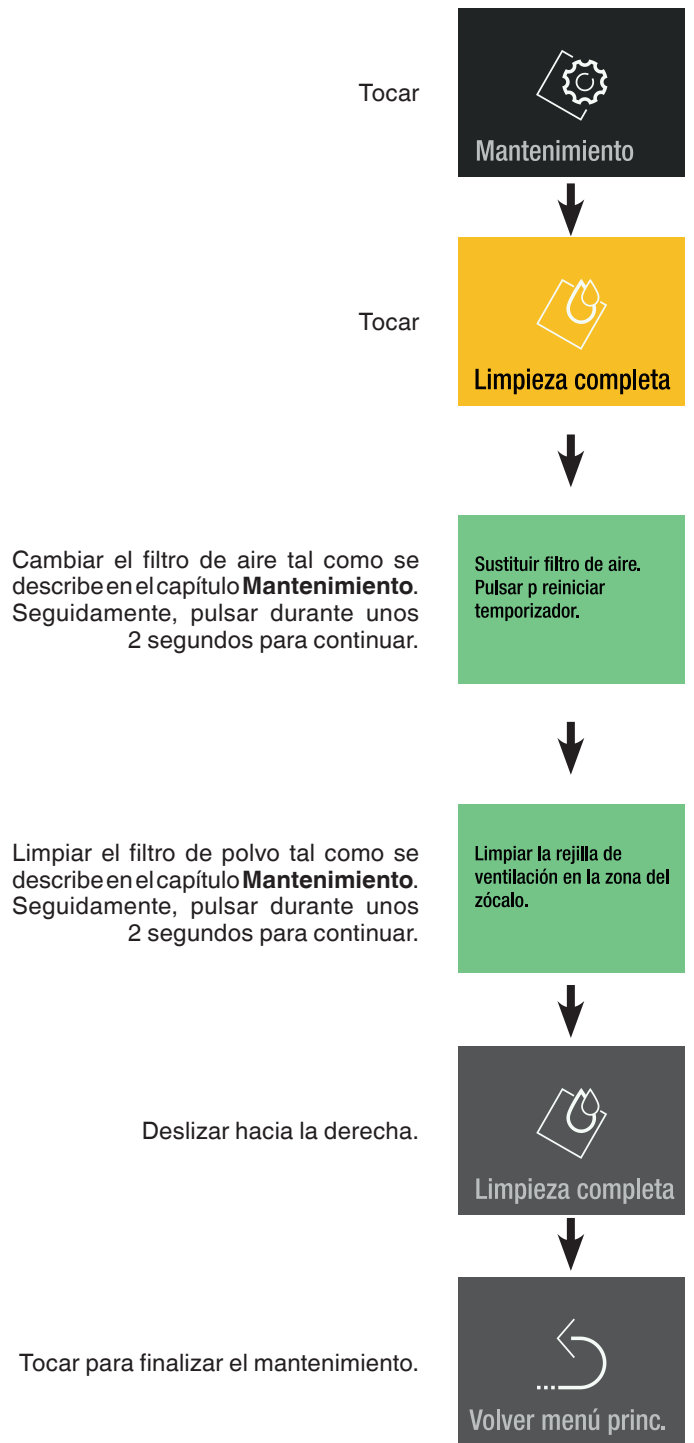 Tocar
Mantenimiento
Tocar
Limpieza completa
Cambiar el filtro de aire tal como se
describe en el capítulo Mantenimiento.
Seguidamente, pulsar durante unos
2 segundos para continuar.
Sustituir filtro de aire.
Pulsar p reiniciar
temporizador.
Limpiar el filtro de polvo tal como se
describe en el capítulo Mantenimiento.
Seguidamente, pulsar durante unos
2 segundos para continuar.
Limpiar la rejilla de
ventilación en la zona del
zócalo.
Deslizar hacia la derecha.
Limpieza completa
Tocar para finalizar el mantenimiento.
Volver menú princ.